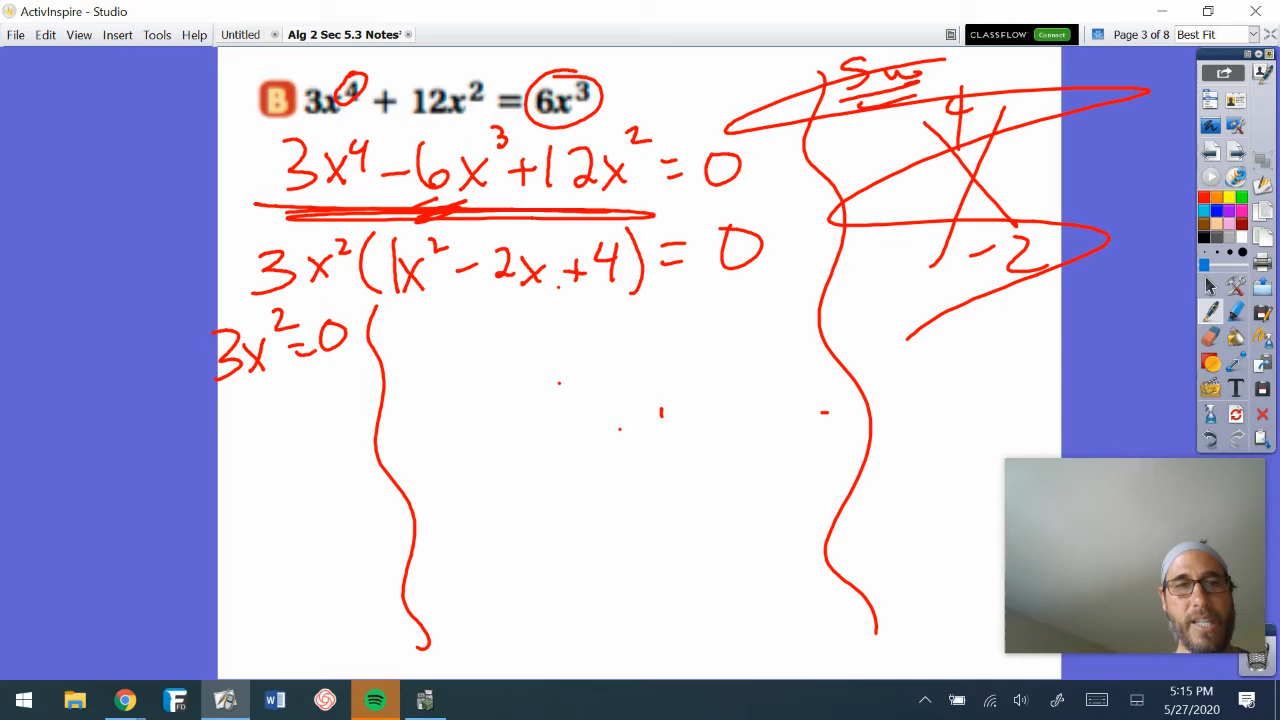 ActivInspire - Studio
File Edit View Insert Tools Help
Untitled
Alg 2 Sec 5.3 Notes*
CLASSFLOW Connect
Page 3 of 8
Best Fit
B 3x⁴ + 12x² = 6x³
3x⁴ - 6x³ + 12x² = 0
3x²(1x² - 2x + 4) = 0
3x² = 0
4
-2
5:15 PM
5/27/2020